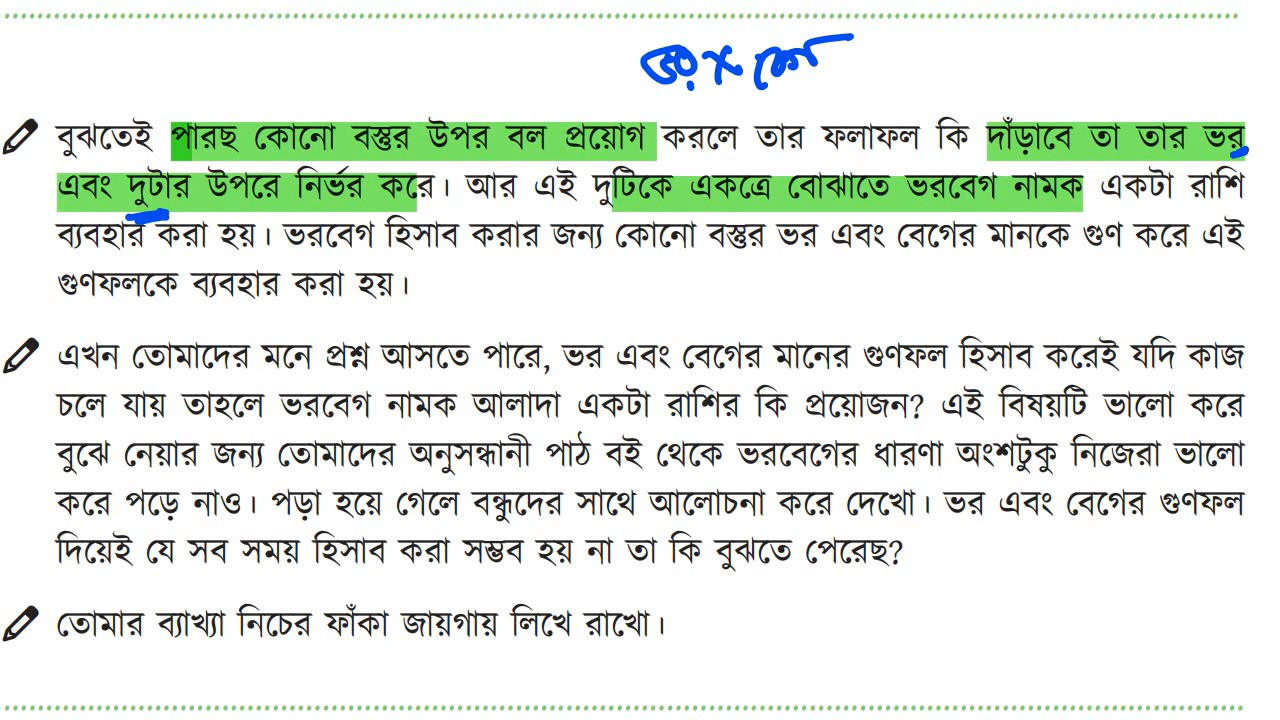 ভর × বেগ
বুঝতেই পারছ কোনো বস্তুর উপর বল প্রয়োগ করলে তার ফলাফল কি দাঁড়াবে তা তার ভর
এবং দুটার উপরে নির্ভর করে। আর এই দুটিকে একত্রে বোঝাতে ভরবেগ নামক একটা রাশি
ব্যবহার করা হয়। ভরবেগ হিসাব করার জন্য কোনো বস্তুর ভর এবং বেগের মানকে গুণ করে এই
গুণফলকে ব্যবহার করা হয়।
এখন তোমাদের মনে প্রশ্ন আসতে পারে, ভর এবং বেগের মানের গুণফল হিসাব করেই যদি কাজ
চলে যায় তাহলে ভরবেগ নামক আলাদা একটা রাশির কি প্রয়োজন? এই বিষয়টি ভালো করে
বুঝে নেয়ার জন্য তোমাদের অনুসন্ধানী পাঠ বই থেকে ভরবেগের ধারণা অংশটুকু নিজেরা ভালো
করে পড়ে নাও। পড়া হয়ে গেলে বন্ধুদের সাথে আলোচনা করে দেখো। ভর এবং বেগের গুণফল
দিয়েই যে সব সময় হিসাব করা সম্ভব হয় না তা কি বুঝতে পেরেছ?
তোমার ব্যাখ্যা নিচের ফাঁকা জায়গায় লিখে রাখো।